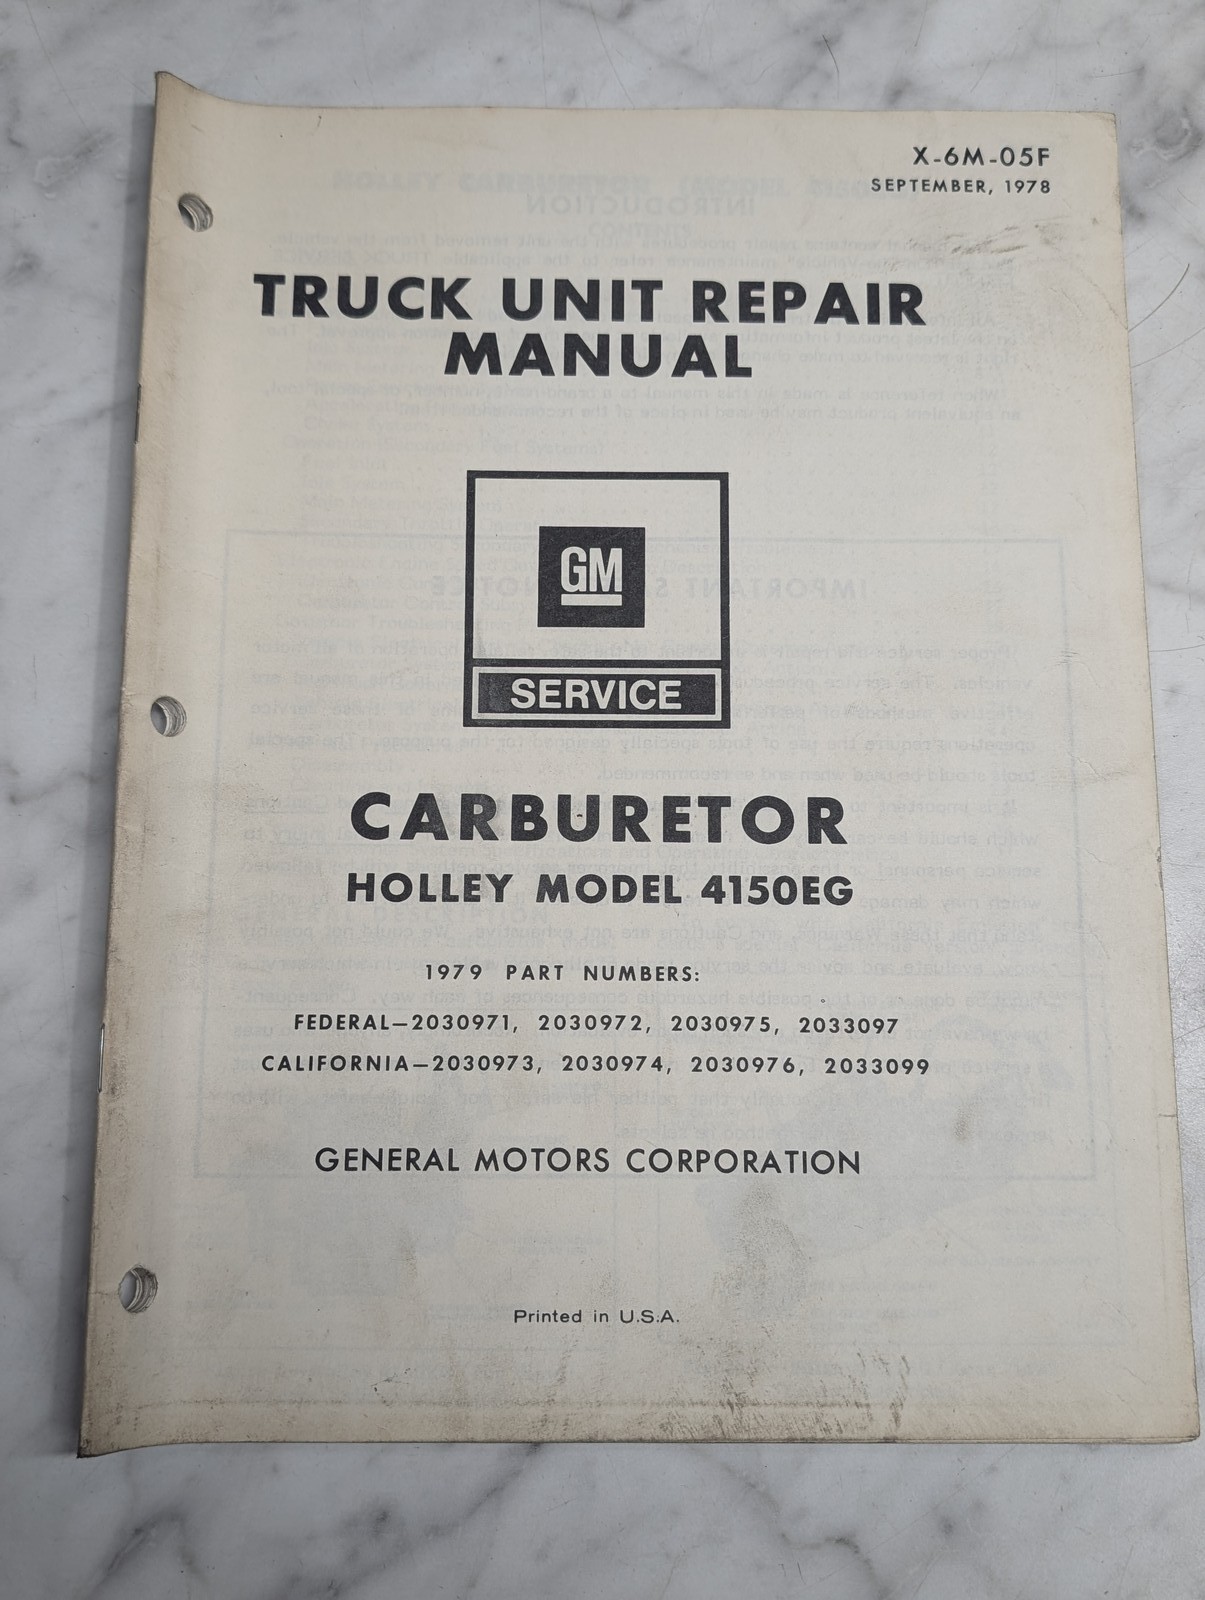 X-6M-05F
SEPTEMBER, 1978
TRUCK UNIT REPAIR
MANUAL
GM
SERVICE
CARBURETOR
HOLLEY MODEL 4150EG
1979 PART NUMBERS:
FEDERAL—2030971, 2030972, 2030975, 2033097
CALIFORNIA—2030973, 2030974, 2030976, 2033099
GENERAL MOTORS CORPORATION
Printed in U.S.A.